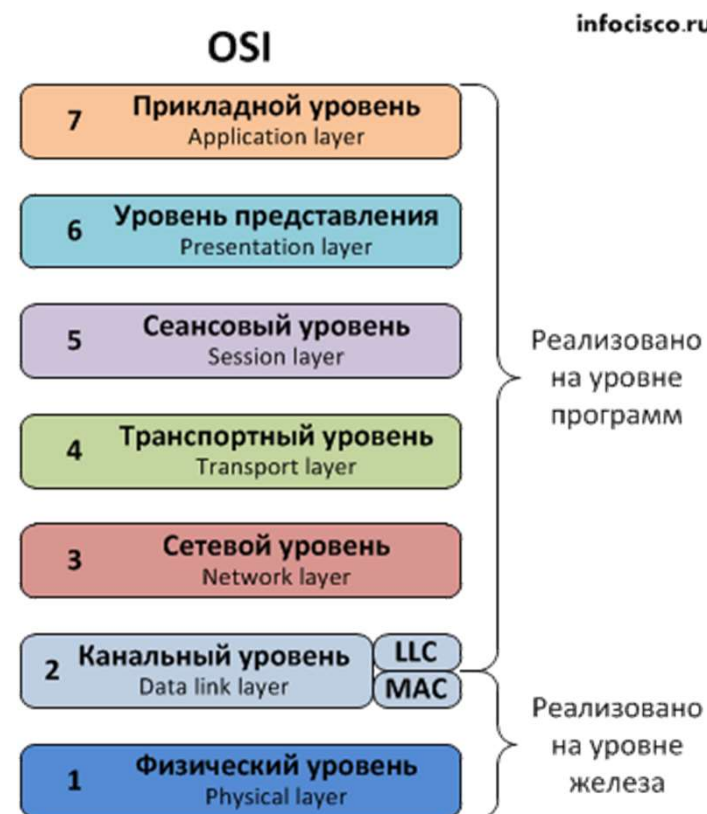 infocisco.ru
OSI
7 Прикладной уровень
Application layer
6 Уровень представления
Presentation layer
5 Сеансовый уровень
Session layer
4 Транспортный уровень
Transport layer
3 Сетевой уровень
Network layer
2 Канальный уровень
Data link layer
LLC
MAC
1 Физический уровень
Physical layer
Реализовано
на уровне
программ
Реализовано
на уровне
железа